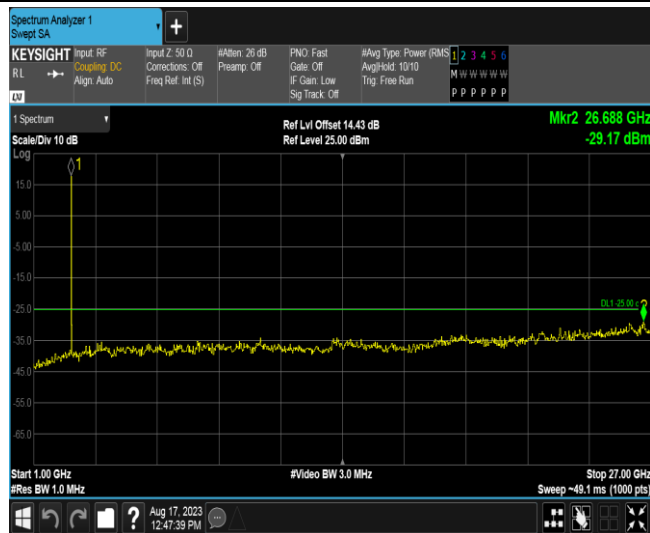 Spectrum Analyzer 1
Swept SA
+
KEYSIGHT
RL
Input: RF
Coupling: DC
Align: Auto
Input Z: 50 Ω
Corrections: Off
Freq Ref: Int (S)
#Atten: 26 dB
Preamp: Off
PNO: Fast
Gate: Off
IF Gain: Low
Sig Track: Off
#Avg Type: Power (RMS
Avg|Hold: 10/10
Trig: Free Run
1 2 3 4 5 6
M W W W W W
P P P P P P
1 Spectrum
Scale/Div 10 dB
Ref Lvl Offset 14.43 dB
Ref Level 25.00 dBm
Mkr2 26.688 GHz
-29.17 dBm
Log
1
15.0
5.00
-5.00
-15.0
-25.0
DL1 -25.00
-35.0
-45.0
-55.0
-65.0
Start 1.00 GHz
#Video BW 3.0 MHz
Stop 27.00 GHz
#Res BW 1.0 MHz
Sweep ~49.1 ms (1000 pts)
?
Aug 17, 2023
12:47:39 PM